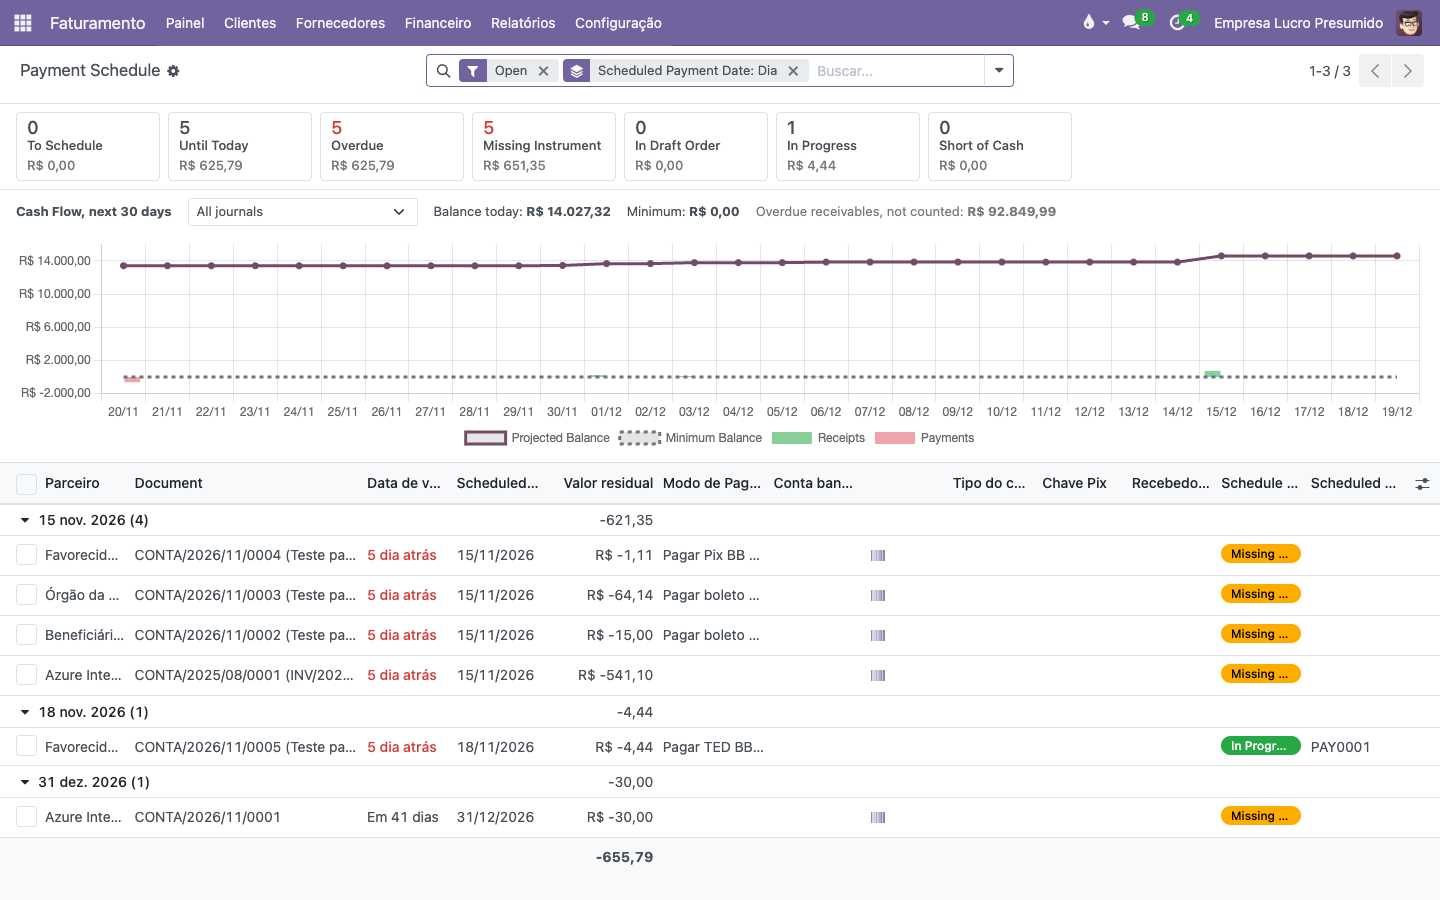 Faturamento Painel Clientes Fornecedores Financeiro Relatórios Configuração 8 4 Empresa Lucro Presumido
Payment Schedule Open Scheduled Payment Date: Dia Buscar... 1-3 / 3
0 5 5 5 0 1 0
To Schedule Until Today Overdue Missing Instrument In Draft Order In Progress Short of Cash
R$ 0,00 R$ 625,79 R$ 625,79 R$ 651,35 R$ 0,00 R$ 4,44 R$ 0,00
Cash Flow, next 30 days All journals Balance today: R$ 14.027,32 Minimum: R$ 0,00 Overdue receivables, not counted: R$ 92.849,99
R$ 14.000,00
R$ 10.000,00
R$ 6.000,00
R$ 2.000,00
R$ -2.000,00
20/11 21/11 22/11 23/11 24/11 25/11 26/11 27/11 28/11 29/11 30/11 01/12 02/12 03/12 04/12 05/12 06/12 07/12 08/12 09/12 10/12 11/12 12/12 13/12 14/12 15/12 16/12 17/12 18/12 19/12
Projected Balance Minimum Balance Receipts Payments
Parceiro Document Data de v... Scheduled... Valor residual Modo de Pag... Conta ban... Tipo do c... Chave Pix Recebedo... Schedule ... Scheduled ...
15 nov. 2026 (4) -621,35
Favorecid... CONTA/2026/11/0004 (Teste pa... 5 dia atrás 15/11/2026 R$ -1,11 Pagar Pix BB ... Missing ...
Órgão da ... CONTA/2026/11/0003 (Teste pa... 5 dia atrás 15/11/2026 R$ -64,14 Pagar boleto ... Missing ...
Beneficiári... CONTA/2026/11/0002 (Teste pa... 5 dia atrás 15/11/2026 R$ -15,00 Pagar boleto ... Missing ...
Azure Inte... CONTA/2025/08/0001 (INV/202... 5 dia atrás 15/11/2026 R$ -541,10 Missing ...
18 nov. 2026 (1) -4,44
Favorecid... CONTA/2026/11/0005 (Teste pa... 5 dia atrás 18/11/2026 R$ -4,44 Pagar TED BB... In Progr... PAY0001
31 dez. 2026 (1) -30,00
Azure Inte... CONTA/2026/11/0001 Em 41 dias 31/12/2026 R$ -30,00 Missing ...
-655,79